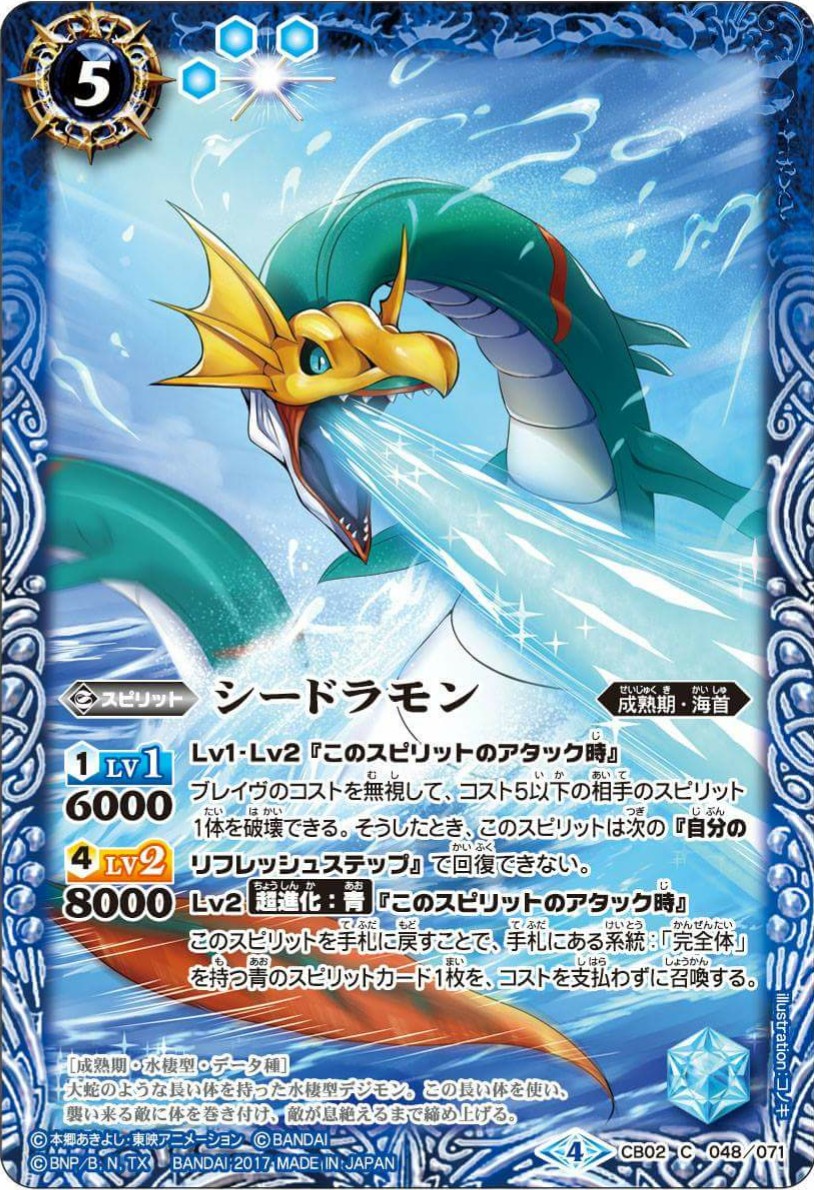 5
スピリット
シードラモン
せいじゅくき かいしゅ
成熟期・海首
1 LV1
6000
4 LV2
8000
Lv1-Lv2『このスピリットのアタック時』
ブレイヴのコストを無視して、コスト5以下の相手のスピリット
1体を破壊できる。そうしたとき、このスピリットは次の『自分の
リフレッシュステップ』で回復できない。
Lv2 超進化：青『このスピリットのアタック時』
このスピリットを手札に戻すことで、手札にある系統：「完全体」
を持つ青のスピリットカード1枚を、コストを支払わずに召喚する。
illustration：コノキ
［成熟期・水棲型・データ種］
大蛇のような長い体を持った水棲型デジモン。この長い体を使い、
襲い来る敵に体を巻き付け、敵が息絶えるまで締め上げる。
©本郷あきよし・東映アニメーション ©BANDAI
©BNP/B, N, TX BANDAI 2017 MADE IN JAPAN
4 CB02 C 048/071